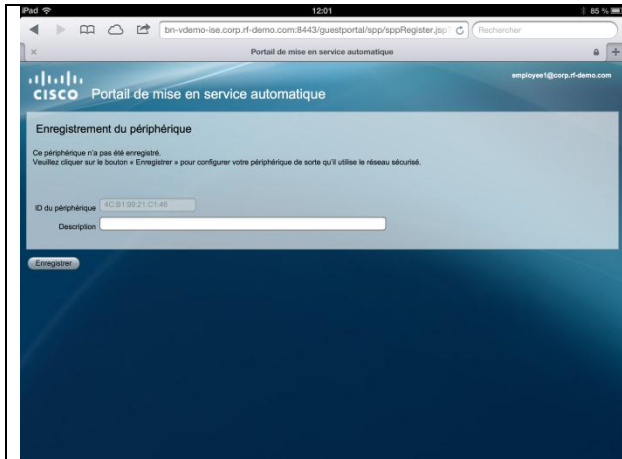 iPad 12:01 85 %
bn-vdemo-ise.corp.rf-demo.com:8443/guestportal/spp/sppRegister.jsp? Rechercher
Portail de mise en service automatique
employee1@corp.rf-demo.com
CISCO Portail de mise en service automatique
Enregistrement du périphérique
Ce périphérique n'a pas été enregistré.
Veuillez cliquer sur le bouton « Enregistrer » pour configurer votre périphérique de sorte qu'il utilise le réseau sécurisé.
ID du périphérique 4C:B1:99:21:C1:46
Description
Enregistrer